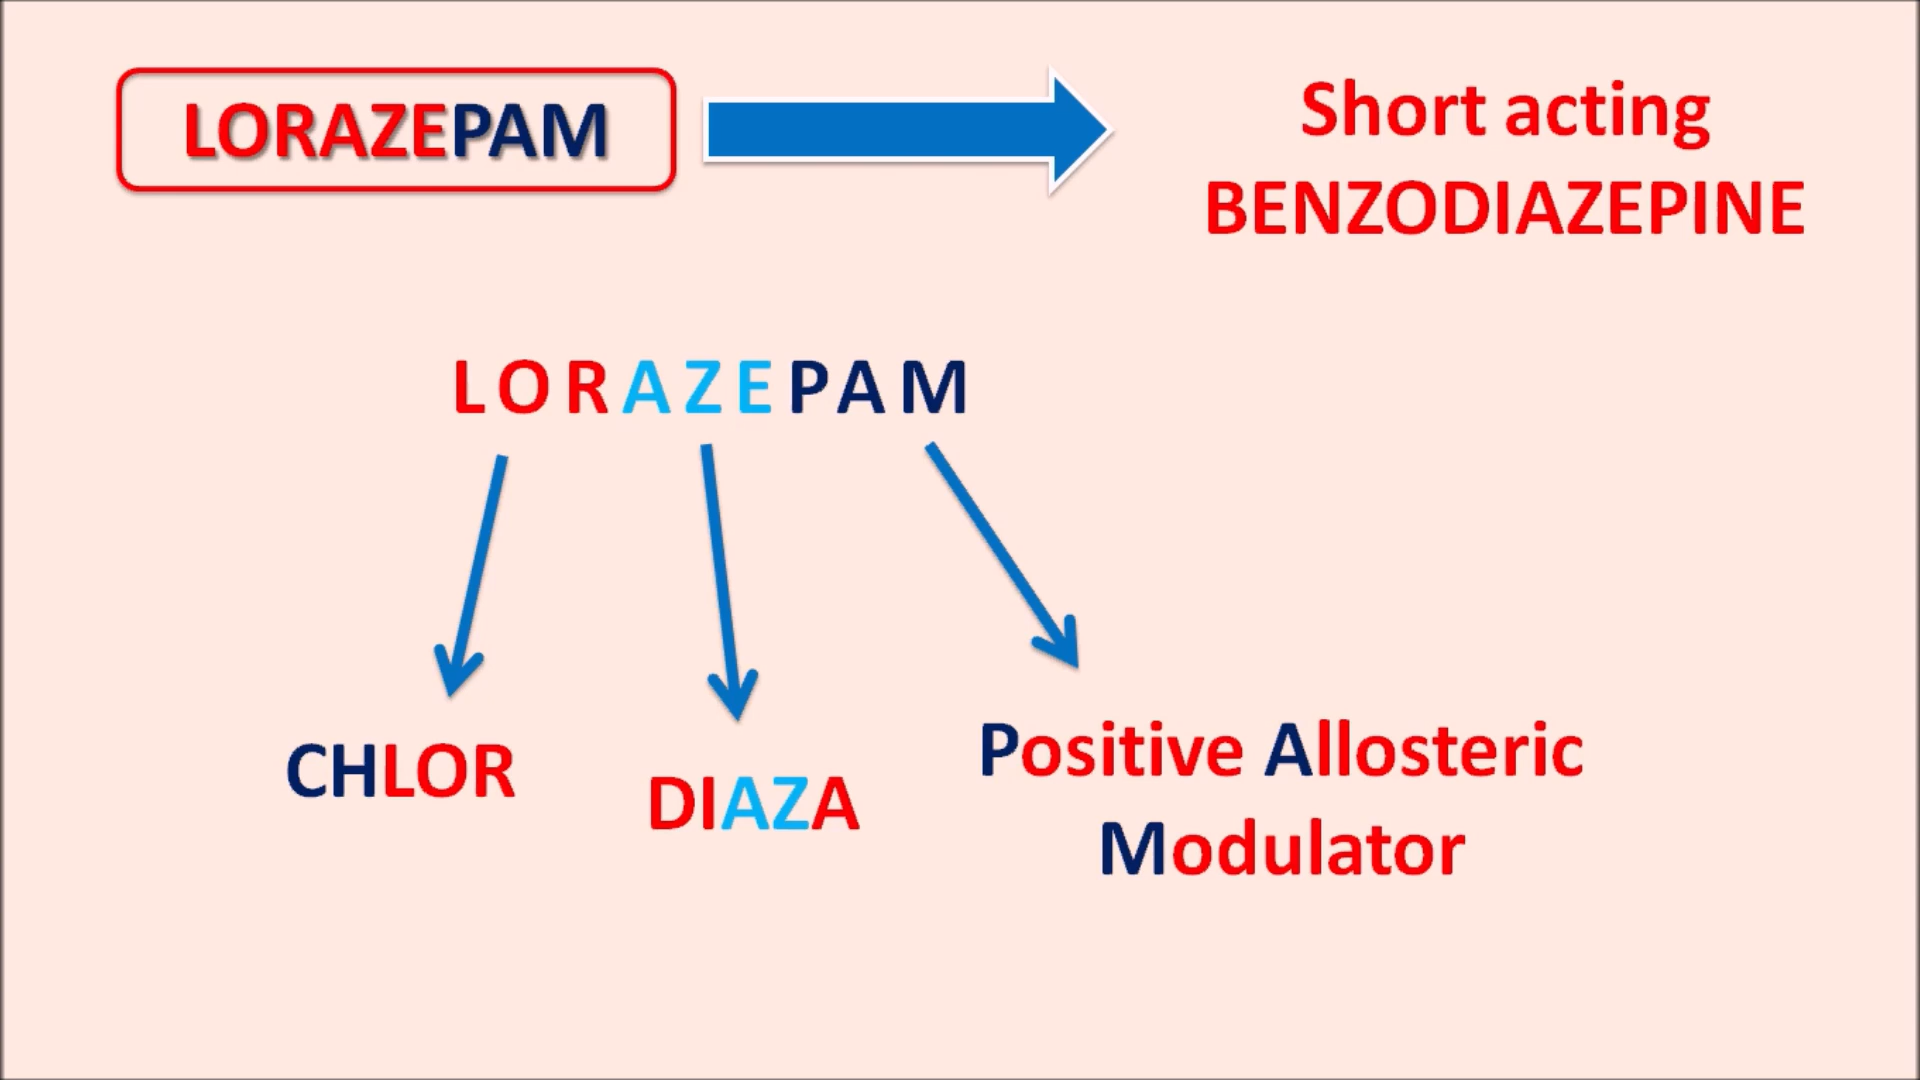 LORAZEPAM
Short acting
BENZODIAZEPINE
LORAZEPAM
CHLOR
DIAZA
Positive Allosteric
Modulator